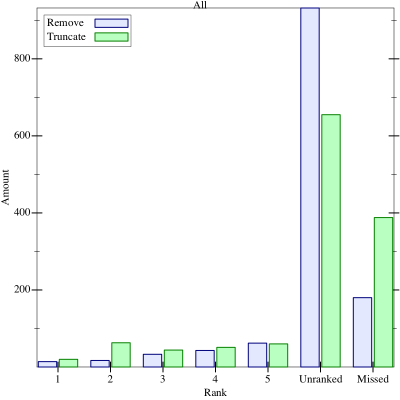 All
Remove
Truncate
800
600
400
200
Amount
1 2 3 4 5 Unranked Missed
Rank